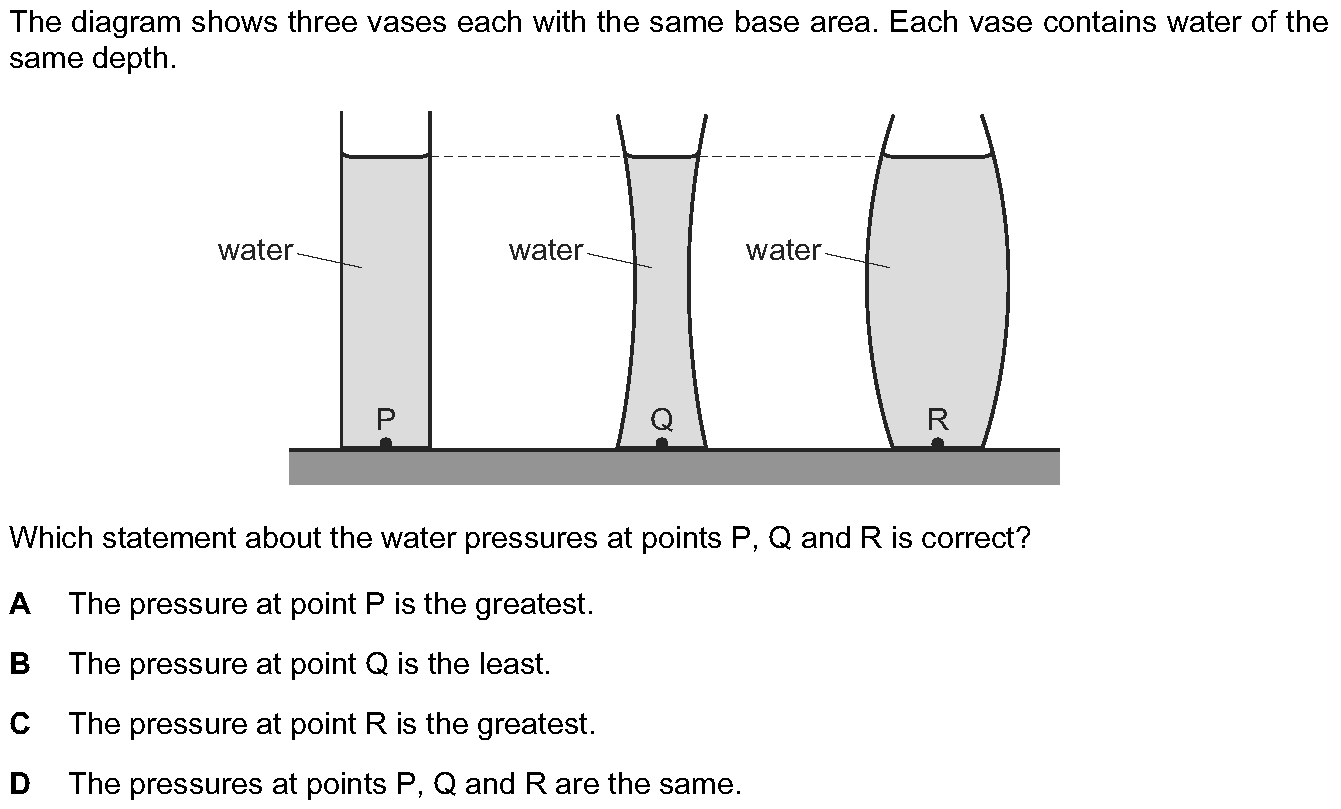 The diagram shows three vases each with the same base area. Each vase contains water of the
same depth.
water
water
water
P
Q
R
Which statement about the water pressures at points P, Q and R is correct?
A The pressure at point P is the greatest.
B The pressure at point Q is the least.
C The pressure at point R is the greatest.
D The pressures at points P, Q and R are the same.